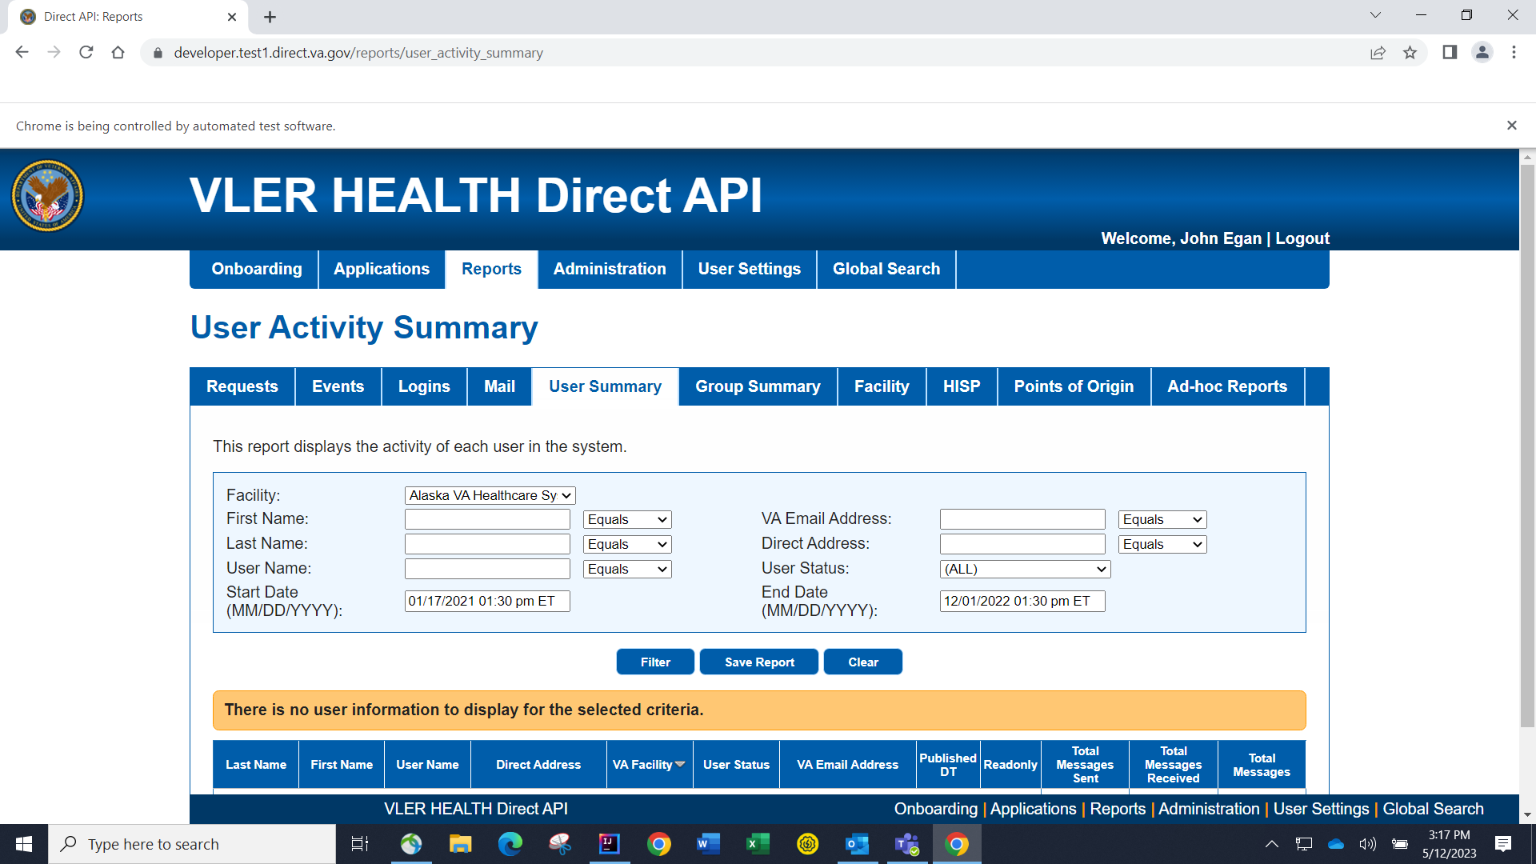 Direct API: Reports
developer.test1.direct.va.gov/reports/user_activity_summary
Chrome is being controlled by automated test software.
VLER HEALTH Direct API
Welcome, John Egan | Logout
Onboarding Applications Reports Administration User Settings Global Search
User Activity Summary
Requests Events Logins Mail User Summary Group Summary Facility HISP Points of Origin Ad-hoc Reports
This report displays the activity of each user in the system.
Facility: Alaska VA Healthcare Sy
First Name: Equals VA Email Address: Equals
Last Name: Equals Direct Address: Equals
User Name: Equals User Status: (ALL)
Start Date (MM/DD/YYYY): 01/17/2021 01:30 pm ET End Date (MM/DD/YYYY): 12/01/2022 01:30 pm ET
Filter Save Report Clear
There is no user information to display for the selected criteria.
Last Name First Name User Name Direct Address VA Facility User Status VA Email Address Published DT Readonly Total Messages Sent Total Messages Received Total Messages
VLER HEALTH Direct API Onboarding | Applications | Reports | Administration | User Settings | Global Search
Type here to search
3:17 PM
5/12/2023